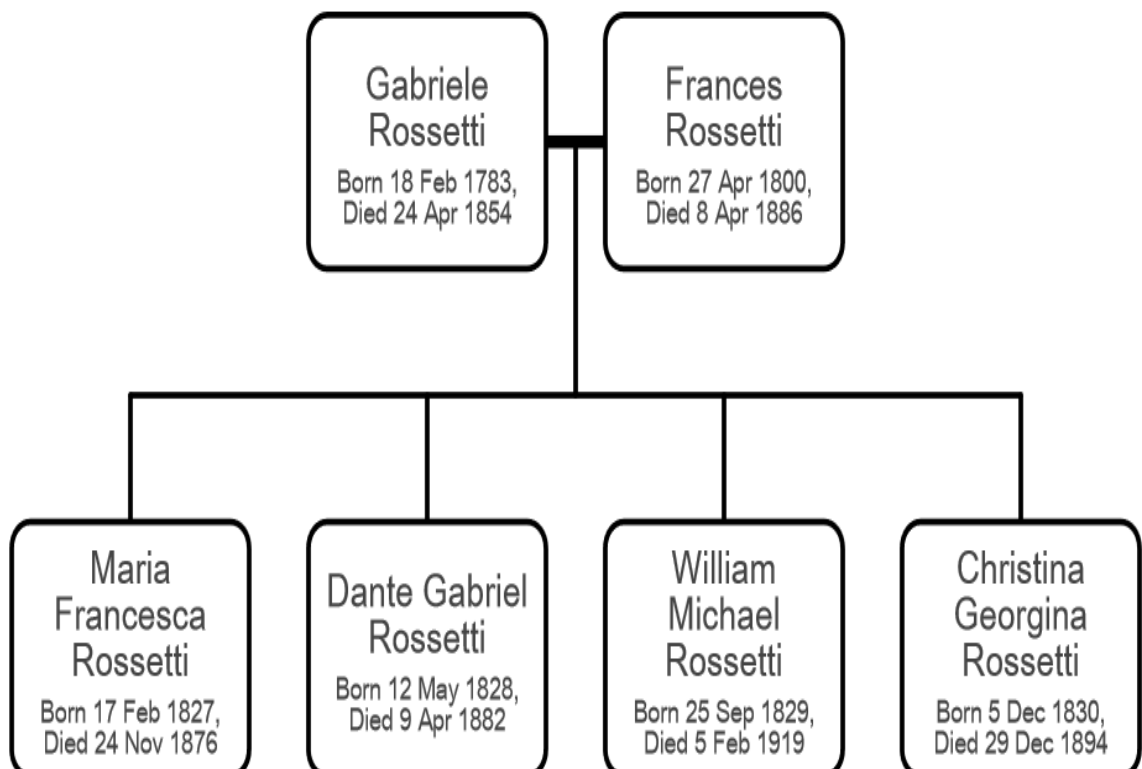 Gabriele
Rossetti
Born 18 Feb 1783,
Died 24 Apr 1854
Frances
Rossetti
Born 27 Apr 1800,
Died 8 Apr 1886
Maria
Francesca
Rossetti
Born 17 Feb 1827,
Died 24 Nov 1876
Dante Gabriel
Rossetti
Born 12 May 1828,
Died 9 Apr 1882
William
Michael
Rossetti
Born 25 Sep 1829,
Died 5 Feb 1919
Christina
Georgina
Rossetti
Born 5 Dec 1830,
Died 29 Dec 1894